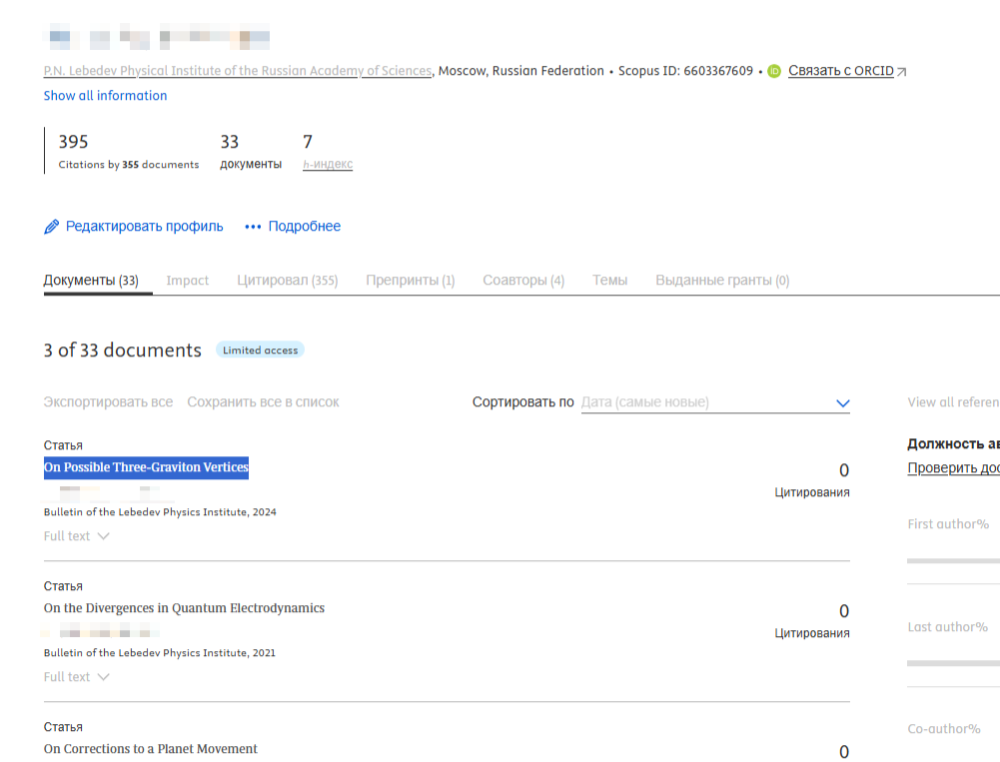 P.N. Lebedev Physical Institute of the Russian Academy of Sciences, Moscow, Russian Federation • Scopus ID: 6603367609 • iD Связать с ORCID
Show all information
395 33 7
Citations by 355 documents документы h-индекс
Редактировать профиль ••• Подробнее
Документы (33) Impact Цитировал (355) Препринты (1) Соавторы (4) Темы Выданные гранты (0)
3 of 33 documents Limited access
Экспортировать все Сохранить все в список Сортировать по Дата (самые новые) View all referen
Статья
On Possible Three-Graviton Vertices
0
Цитирования
Bulletin of the Lebedev Physics Institute, 2024
Full text
Статья
On the Divergences in Quantum Electrodynamics
0
Цитирования
Bulletin of the Lebedev Physics Institute, 2021
Full text
Статья
On Corrections to a Planet Movement
0
Должность ав
Проверить дос
First author%
Last author%
Co-author%